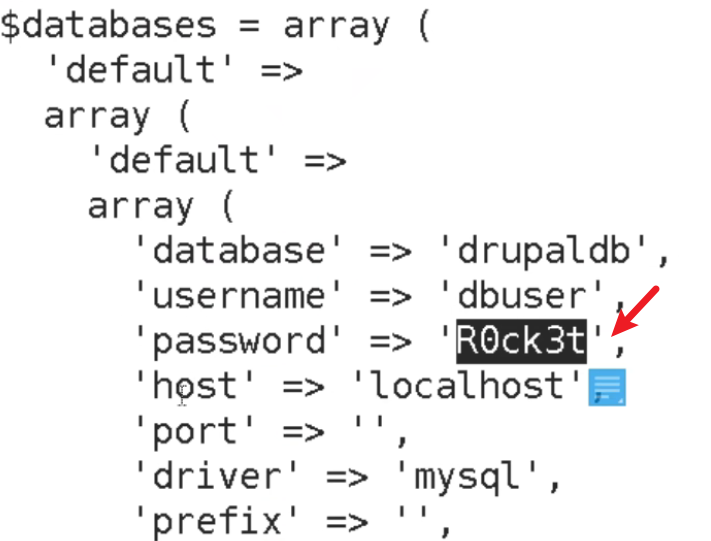 $databases = array (
'default' =>
array (
'default' =>
array (
'database' => 'drupaldb',
'username' => 'dbuser',
'password' => 'R0ck3t',
'host' => 'localhost',
'port' => '',
'driver' => 'mysql',
'prefix' => '',